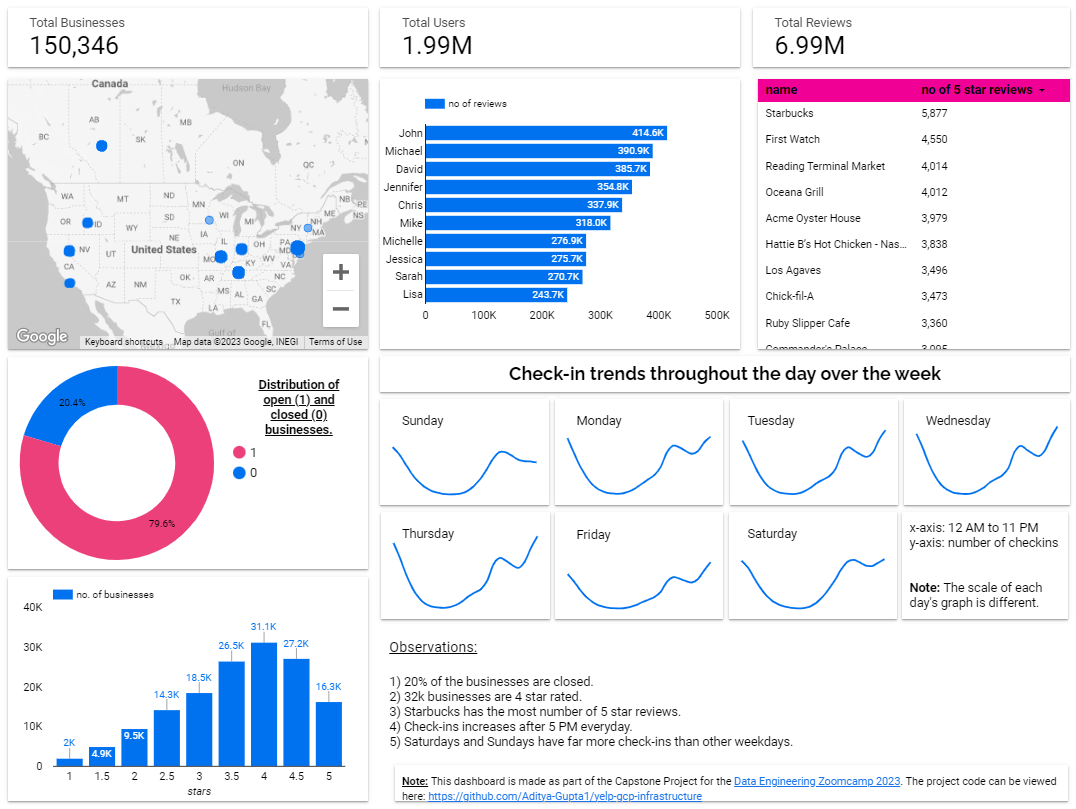 Total Businesses
150,346
Total Users
1.99M
Total Reviews
6.99M
Canada
Hudson Bay
AB
MB
BC
SK
ON
QC
WA
MT
ND
NB
PE
OR
ID
SD
WI
MI
ME
NS
NH
WY
IA
NY
MA
NE
United States
IL
OH
PA
NV
UT
MO
MD
CA
KY
WV
VA
AZ
NM
OK
AR
NC
MS
AL
SC
TX
GA
LA
FL
Gulf of
Google
Keyboard shortcuts
Map data ©2023 Google, INEGI
Terms of Use
no of reviews
John 414.6K
Michael 390.9K
David 385.7K
Jennifer 354.8K
Chris 337.9K
Mike 318.0K
Michelle 276.9K
Jessica 275.7K
Sarah 270.7K
Lisa 243.7K
0 100K 200K 300K 400K 500K
name no of 5 star reviews
Starbucks 5,877
First Watch 4,550
Reading Terminal Market 4,014
Oceana Grill 4,012
Acme Oyster House 3,979
Hattie B's Hot Chicken - Nas... 3,838
Los Agaves 3,496
Chick-fil-A 3,473
Ruby Slipper Cafe 3,360
Commander's Palace 3,095
20.4%
79.6%
Distribution of
open (1) and
closed (0)
businesses.
1
0
Check-in trends throughout the day over the week
Sunday
Monday
Tuesday
Wednesday
Thursday
Friday
Saturday
x-axis: 12 AM to 11 PM
y-axis: number of checkins
Note: The scale of each
day's graph is different.
no. of businesses
40K
30K
20K
10K
0
2K
4.9K
9.5K
14.3K
18.5K
26.5K
31.1K
27.2K
16.3K
1 1.5 2 2.5 3 3.5 4 4.5 5
stars
Observations:
1) 20% of the businesses are closed.
2) 32k businesses are 4 star rated.
3) Starbucks has the most number of 5 star reviews.
4) Check-ins increases after 5 PM everyday.
5) Saturdays and Sundays have far more check-ins than other weekdays.
Note: This dashboard is made as part of the Capstone Project for the Data Engineering Zoomcamp 2023. The project code can be viewed
here: https://github.com/Aditya-Gupta1/yelp-gcp-infrastructure